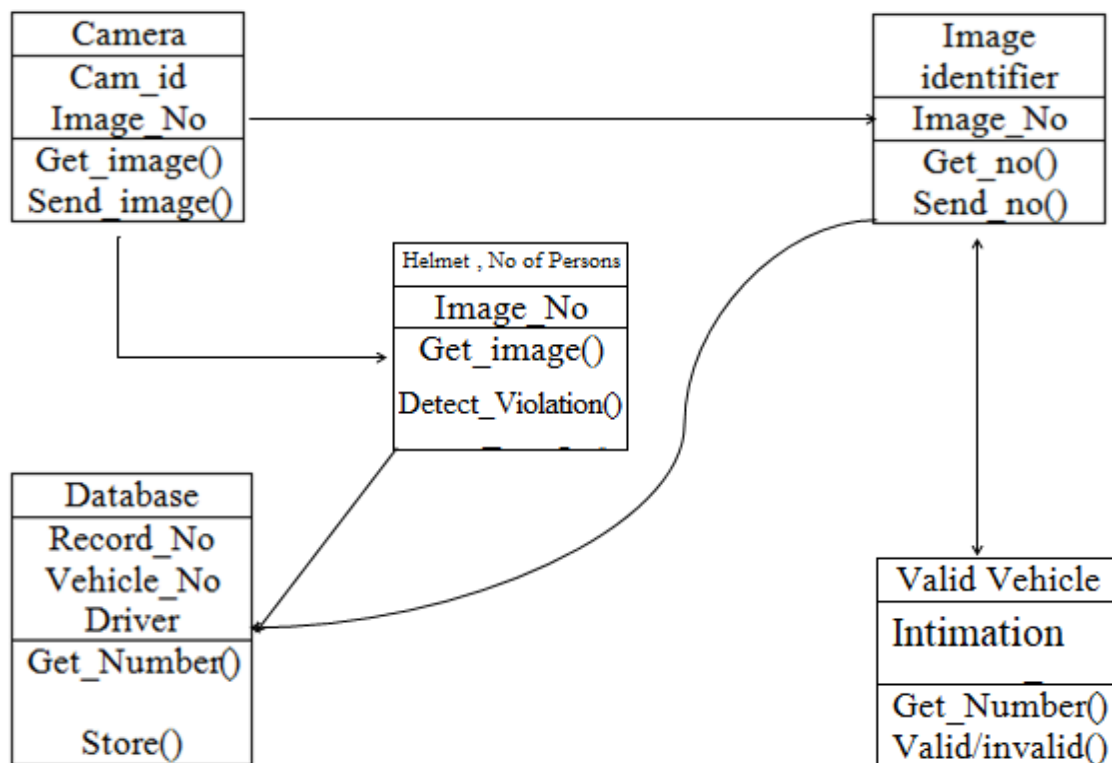 Camera
Cam_id
Image_No
Get_image()
Send_image()
Image
identifier
Image_No
Get_no()
Send_no()
Helmet , No of Persons
Image_No
Get_image()
Detect_Violation()
Database
Record_No
Vehicle_No
Driver
Get_Number()
Store()
Valid Vehicle
Intimation
Get_Number()
Valid/invalid()